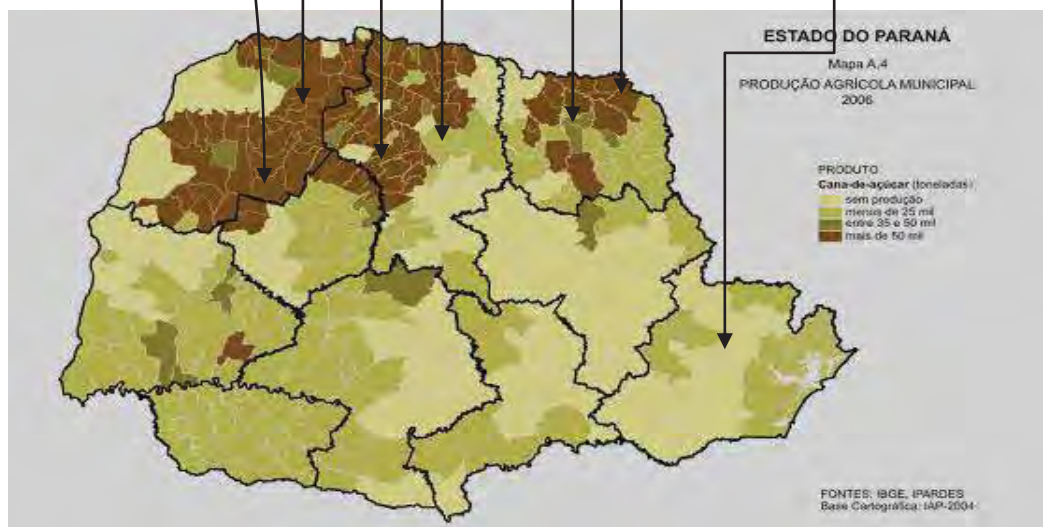 ESTADO DO PARANÁ
Mapa A.4
PRODUÇÃO AGRÍCOLA MUNICIPAL
2006
PRODUTO
Cana-de-açúcar (toneladas)
sem produção
menos de 25 mil
entre 35 e 50 mil
mais de 50 mil
FONTES: IBGE, IPARDES
Base Cartográfica: IAP-2004